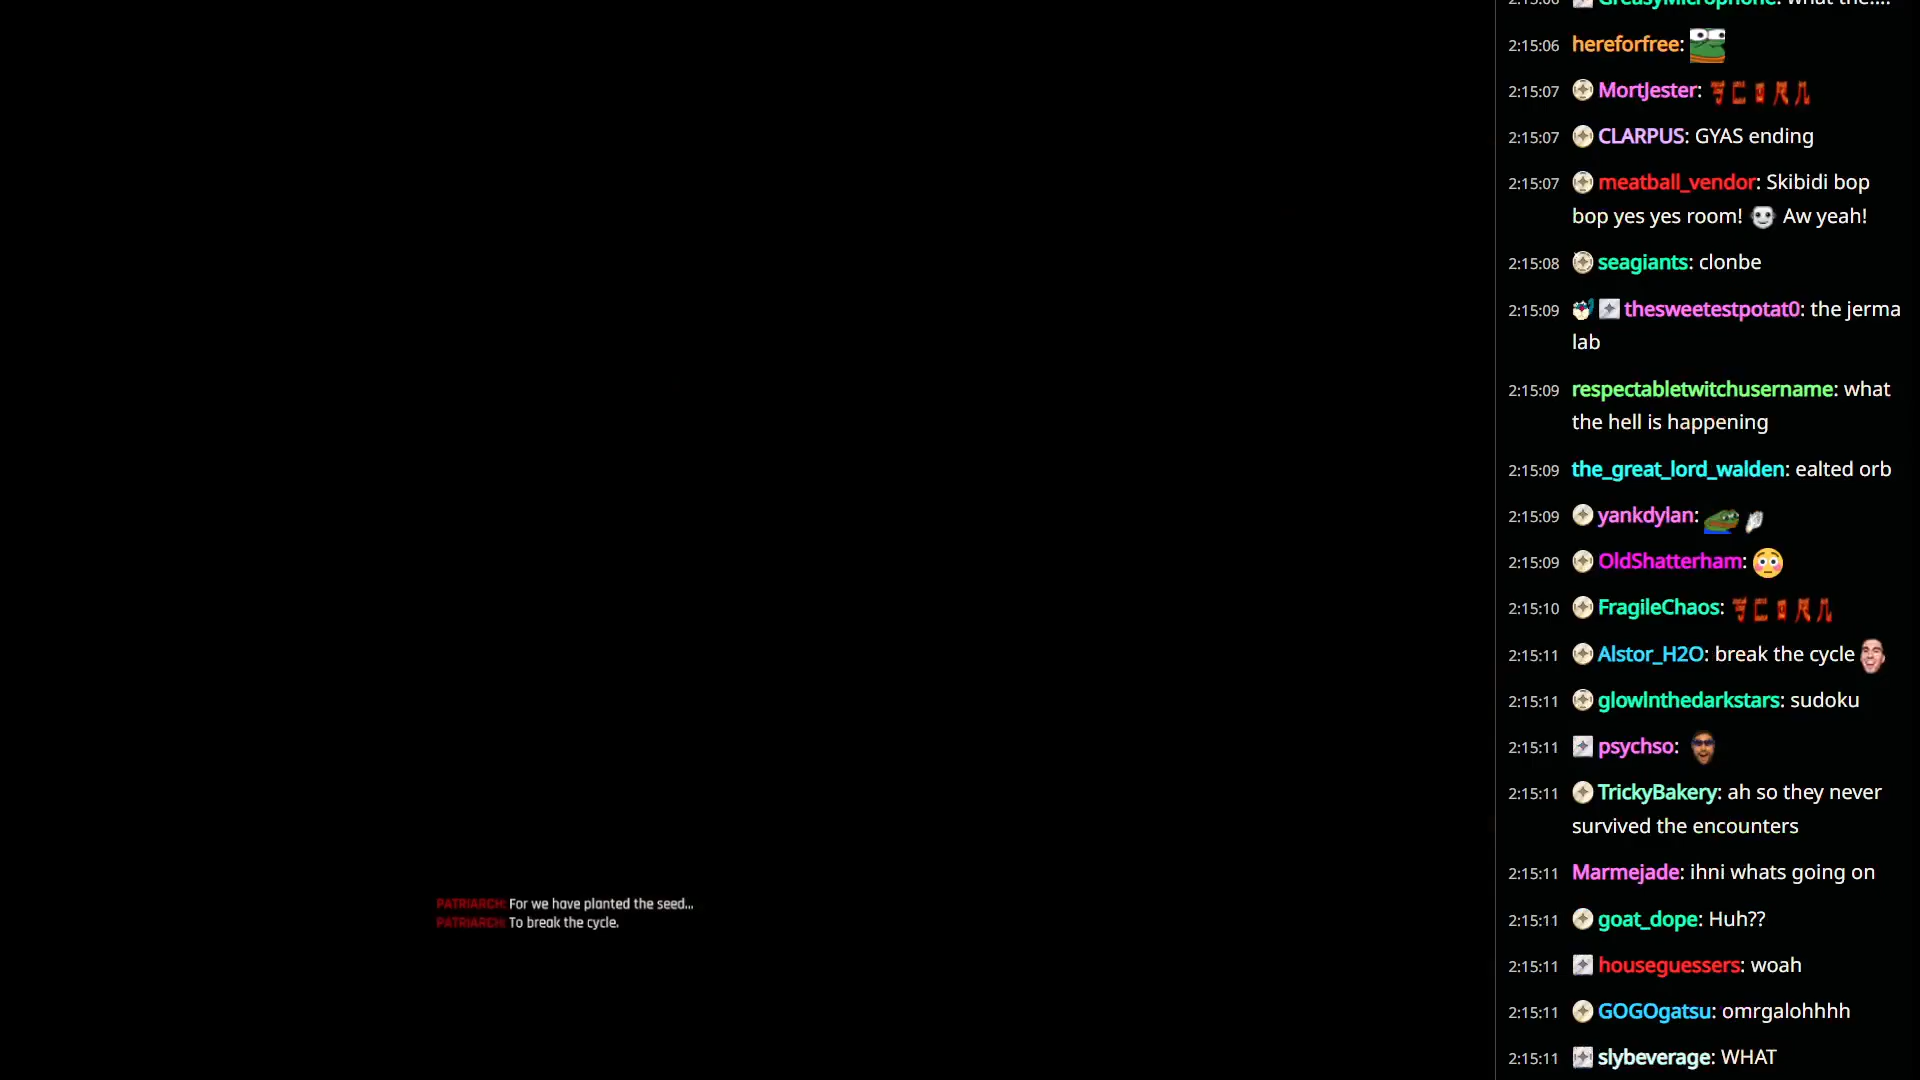 PATRIARCH: For we have planted the seed...
PATRIARCH: To break the cycle.
2:15:06 GreasyMicrophone: what the....
2:15:06 hereforfree:
2:15:07 MortJester:
2:15:07 CLARPUS: GYAS ending
2:15:07 meatball_vendor: Skibidi bop
bop yes yes room! Aw yeah!
2:15:08 seagiants: clonbe
2:15:09 thesweetestpotat0: the jerma
lab
2:15:09 respectabletwitchusername: what
the hell is happening
2:15:09 the_great_lord_walden: ealted orb
2:15:09 yankdylan:
2:15:09 OldShatterham:
2:15:10 FragileChaos:
2:15:11 Alstor_H2O: break the cycle
2:15:11 glowInthedarkstars: sudoku
2:15:11 psychso:
2:15:11 TrickyBakery: ah so they never
survived the encounters
2:15:11 Marmejade: ihni whats going on
2:15:11 goat_dope: Huh??
2:15:11 houseguessers: woah
2:15:11 GOGOgatsu: omrgalohhhh
2:15:11 slybeverage: WHAT